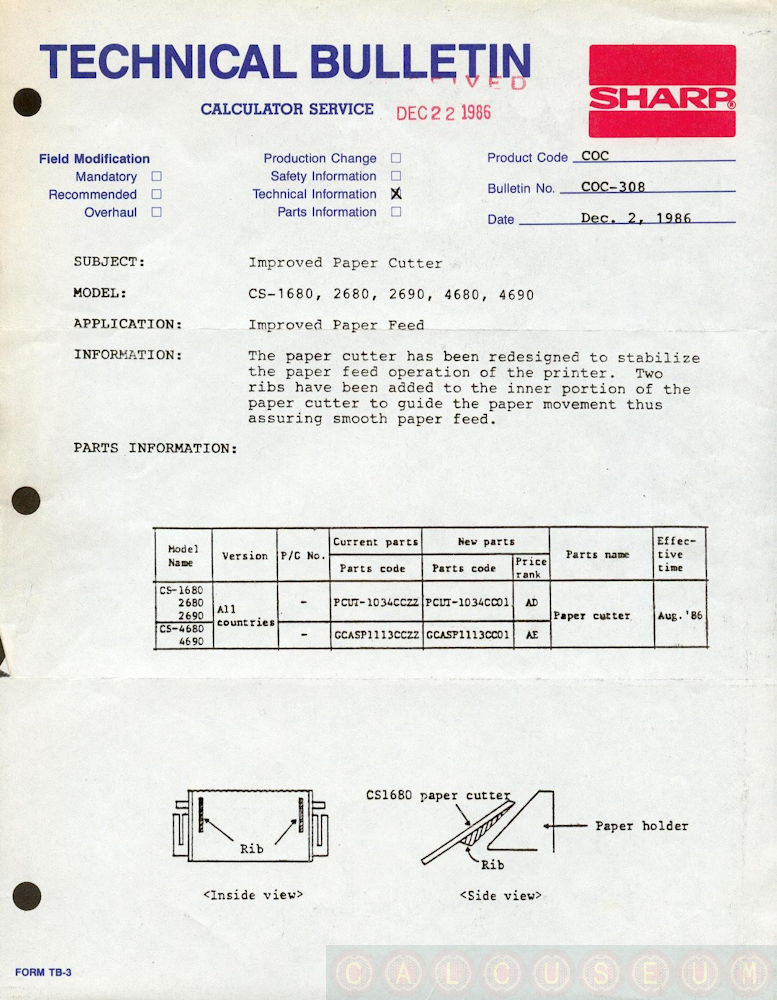 TECHNICAL BULLETIN
CALCULATOR SERVICE
DEC 22 1986
SHARP®
Field Modification
Mandatory
Recommended
Overhaul
Production Change
Safety Information
Technical Information X
Parts Information
Product Code COC
Bulletin No. COC-308
Date Dec. 2, 1986
SUBJECT: Improved Paper Cutter
MODEL: CS-1680, 2680, 2690, 4680, 4690
APPLICATION: Improved Paper Feed
INFORMATION: The paper cutter has been redesigned to stabilize
the paper feed operation of the printer. Two
ribs have been added to the inner portion of the
paper cutter to guide the paper movement thus
assuring smooth paper feed.
PARTS INFORMATION:
Model Name
Version
P/C No.
Current parts
Parts code
New parts
Parts code
Price rank
Parts name
Effec-
tive
time
CS-1680
2680
2690
All countries
- PCUT-1034CCZZ PCUT-1034CC01 AD
Paper cutter
Aug.'86
CS-4680
4690
- GCASP1113CCZZ GCASP1113CC01 AE
Rib
<Inside view>
CS1680 paper cutter
Paper holder
Rib
<Side view>
FORM TB-3
CALCUSEUM